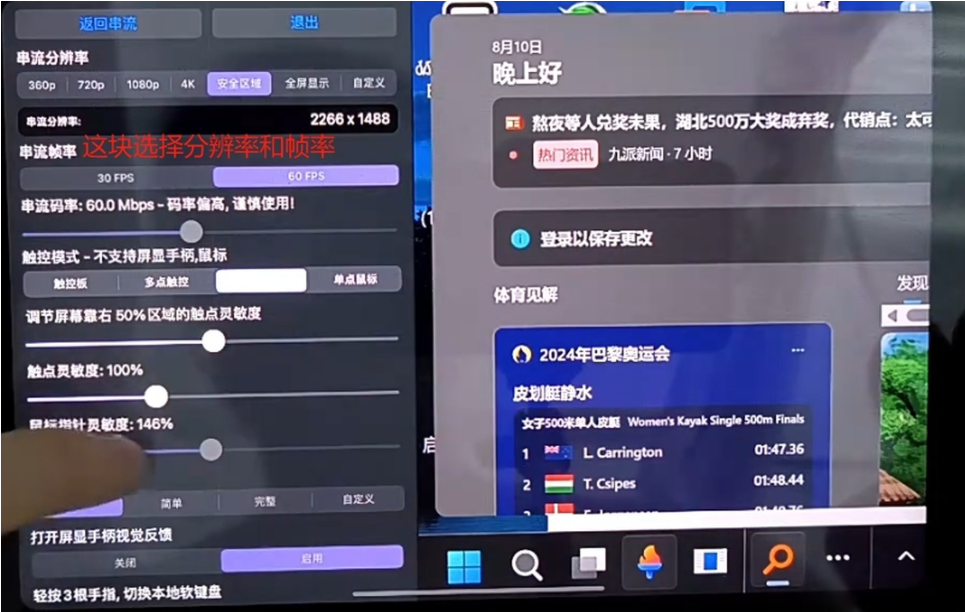 返回串流
退出
串流分辨率
360p 720p 1080p 4K 安全区域 全屏显示 自定义
串流分辨率: 2266 x 1488
串流帧率 这块选择分辨率和帧率
30 FPS 60 FPS
串流码率: 60.0 Mbps - 码率偏高, 谨慎使用!
触控模式 - 不支持屏显手柄,鼠标
触控板 多点触控 单点鼠标
调节屏幕靠右 50% 区域的触点灵敏度
触点灵敏度: 100%
鼠标指针灵敏度: 146%
简单 完整 自定义
打开屏显手柄视觉反馈
关闭 启用
轻按3根手指, 切换本地软键盘
8月10日
晚上好
熬夜等人兑奖未果，湖北500万大奖成弃奖，代销点：太可
热门资讯 九派新闻 · 7 小时
登录以保存更改
体育见解
发现
2024年巴黎奥运会
皮划艇静水
女子500米单人皮艇 Women's Kayak Single 500m Finals
1 L. Carrington 01:47.36
2 T. Csipes 01:48.44
启